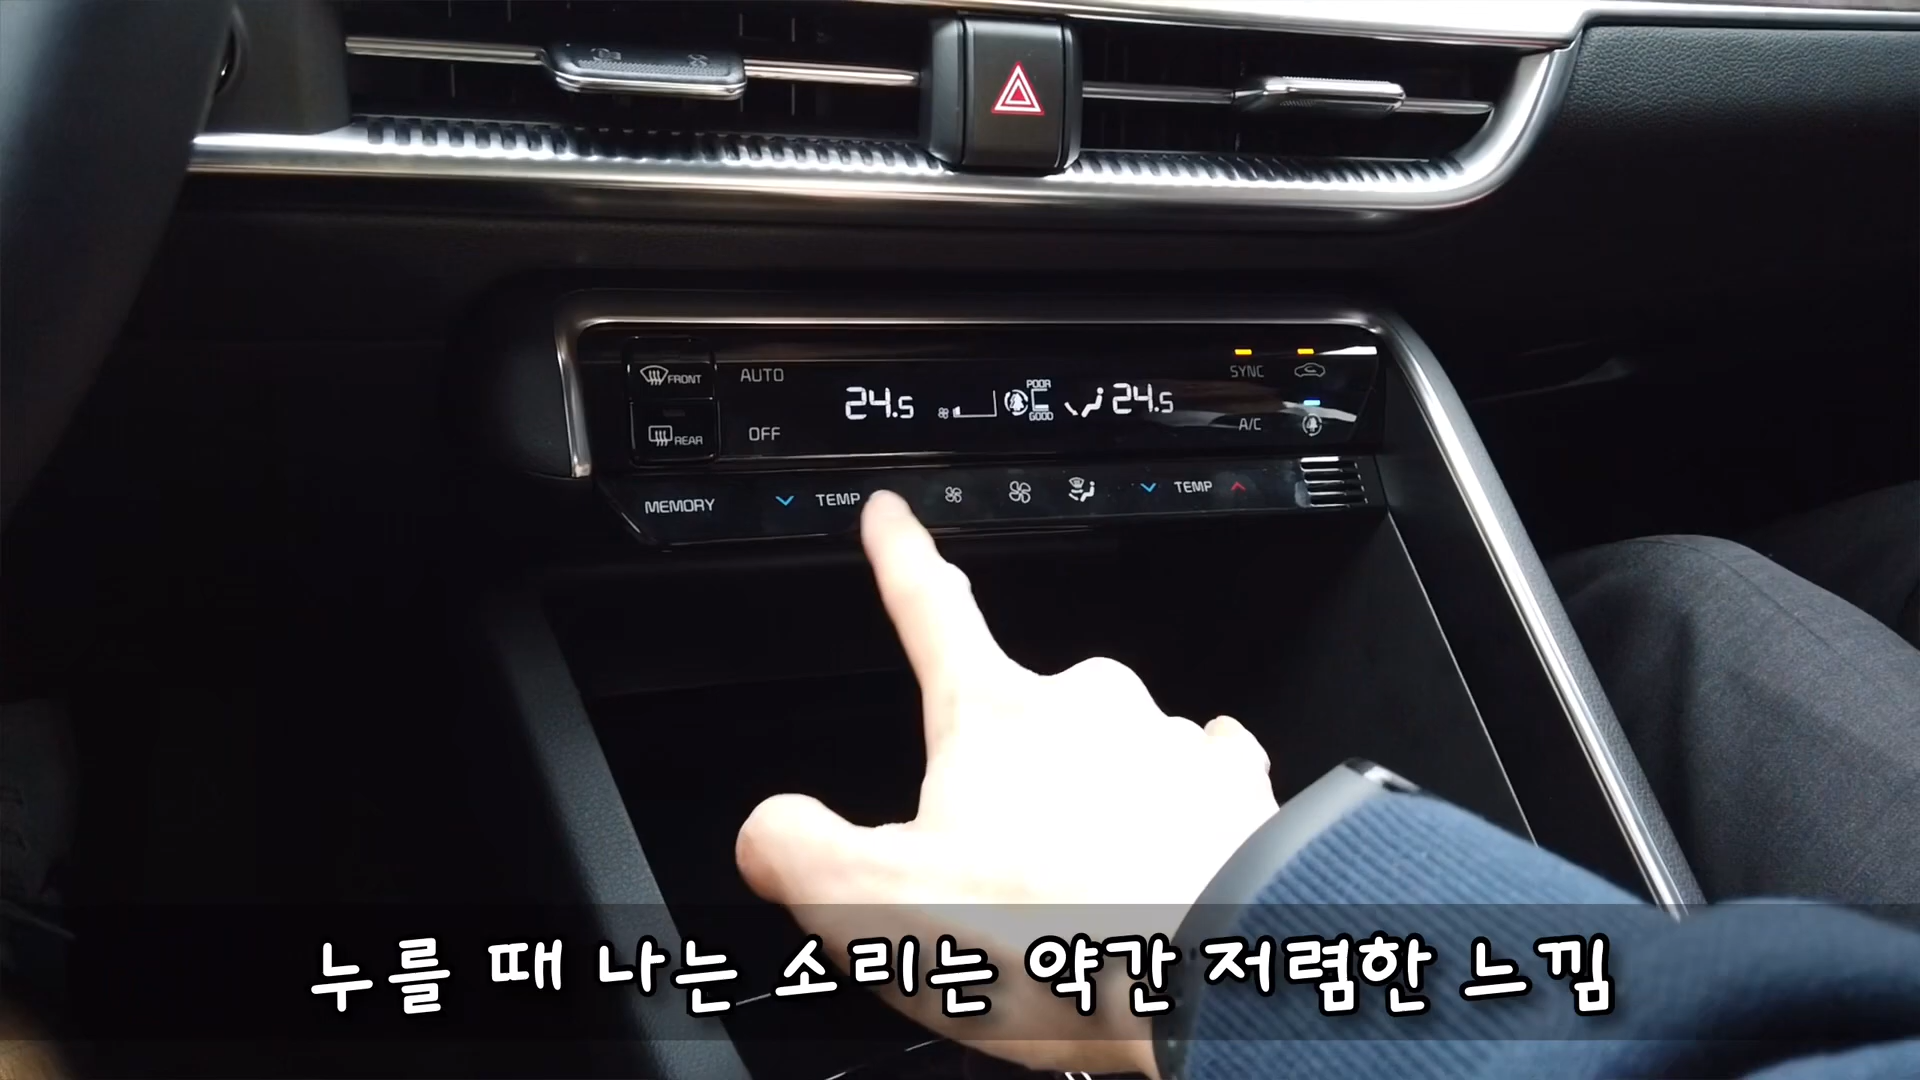 FRONT AUTO SYNC
24.5 POOR GOOD 24.5
REAR OFF A/C
MEMORY TEMP TEMP
누를 때 나는 소리는 약간 저렴한 느낌